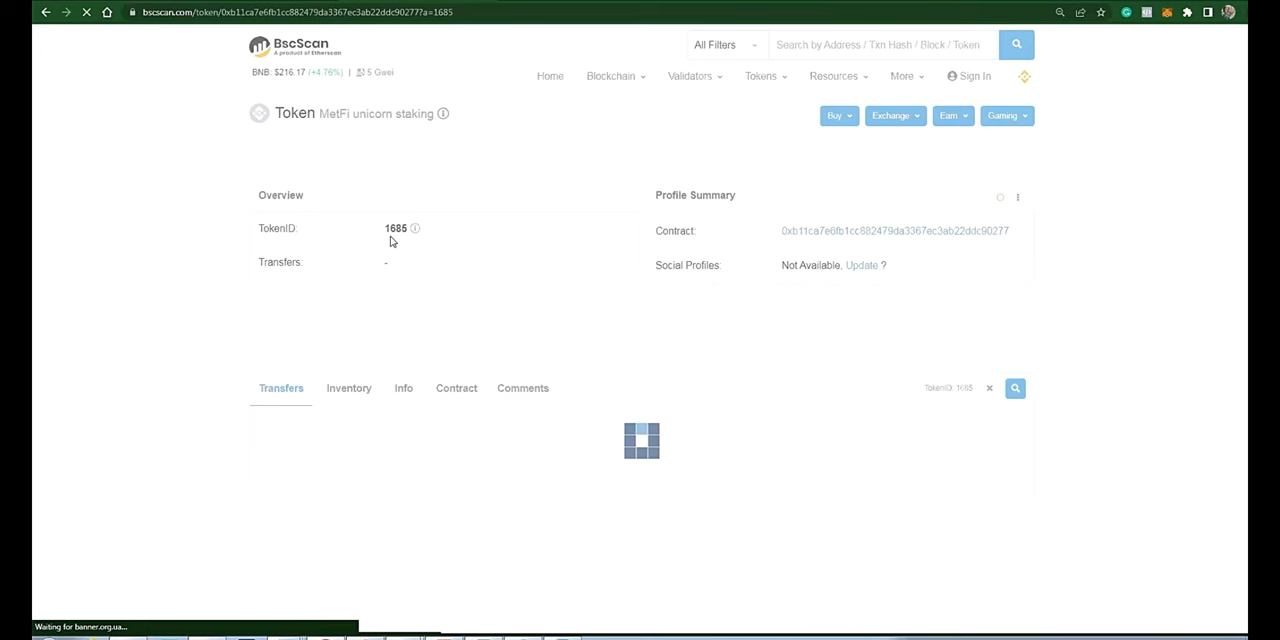 bscscan.com/token/0xb11ca7e6fb1cc882479da3367ec3ab22ddc90277?a=1685
BscScan
A product of Etherscan
All Filters
Search by Address / Txn Hash / Block / Token
BNB: $216.17 (+4.76%) | 5 Gwei
Home Blockchain Validators Tokens Resources More Sign In
Token MetFi unicorn staking
Buy Exchange Earn Gaming
Overview
TokenID: 1685
Transfers: -
Profile Summary
Contract: 0xb11ca7e6fb1cc882479da3367ec3ab22ddc90277
Social Profiles: Not Available, Update ?
Transfers Inventory Info Contract Comments
TokenID: 1685
Waiting for banner.org.ua...